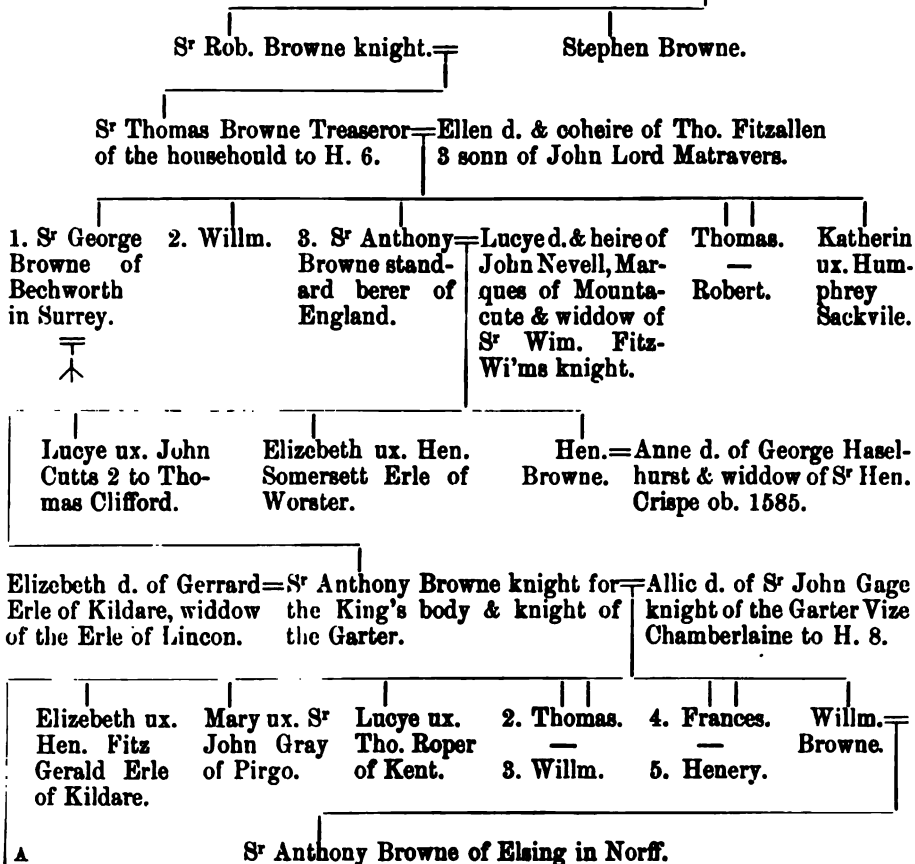 Sr Rob. Browne knight.
Stephen Browne.
Sr Thomas Browne Treaseror
of the househould to H. 6.
Ellen d. & coheire of Tho. Fitzallen
3 sonn of John Lord Matravers.
1. Sr George
Browne of
Bechworth
in Surrey.
2. Willm.
3. Sr Anthony
Browne stand-
ard berer of
England.
Lucye d. & heire of
John Nevell, Mar-
ques of Mounta-
cute & widdow of
Sr Wim. Fitz-
Wi'ms knight.
Thomas.
—
Robert.
Katherin
ux. Hum-
phrey
Sackvile.
Lucye ux. John
Cutts 2 to Tho-
mas Clifford.
Elizebeth ux. Hen.
Somersett Erle of
Worster.
Hen.
Browne.
Anne d. of George Hasel-
hurst & widdow of Sr Hen.
Crispe ob. 1585.
Elizebeth d. of Gerrard
Erle of Kildare, widdow
of the Erle of Lincon.
Sr Anthony Browne knight for
the King's body & knight of
the Garter.
Allic d. of Sr John Gage
knight of the Garter Vize
Chamberlaine to H. 8.
Elizebeth ux.
Hen. Fitz
Gerald Erle
of Kildare.
Mary ux. Sr
John Gray
of Pirgo.
Lucye ux.
Tho. Roper
of Kent.
2. Thomas.
—
3. Willm.
4. Frances.
—
5. Henery.
Willm.
Browne.
A
Sr Anthony Browne of Elsing in Norff.